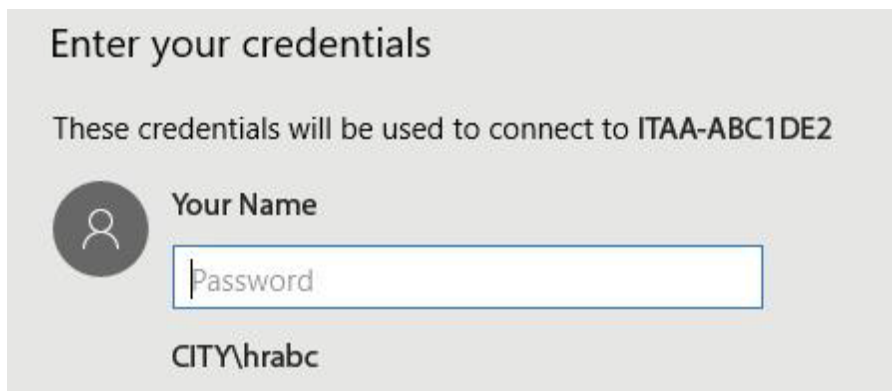 Enter your credentials
These credentials will be used to connect to ITAA-ABC1DE2
Your Name
Password
CITY\hrabc